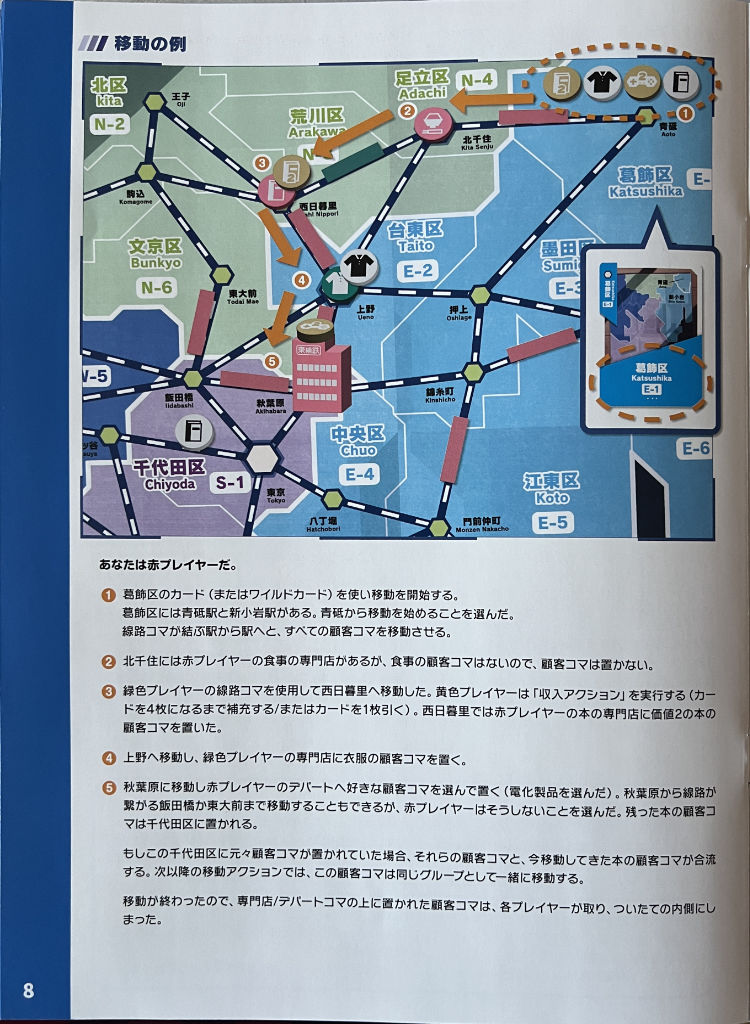 移動の例
北区
kita
N-2
王子
Oji
足立区
Adachi
N-4
荒川区
Arakawa
北千住
Kita Senju
青砥
Aoto
1
2
3
駒込
Komagome
西日暮里
shi Nippori
葛飾区
Katsushika
E-
文京区
Bunkyo
N-6
台東区
Taito
E-2
墨田区
Sumi
E-3
東大前
Todai Mae
4
上野
Ueno
押上
Oshiage
葛飾区
E-1
青砥
新小岩
葛飾区
Katsushika
E-1
5
W-5
飯田橋
Iidabashi
秋葉原
Akihabara
錦糸町
Kinshicho
千代田区
Chiyoda
S-1
東京
Tokyo
中央区
Chuo
E-4
八丁堀
Hatchobori
門前仲町
Monzen Nakacho
江東区
Koto
E-5
E-6
あなたは赤プレイヤーだ。
1 葛飾区のカード（またはワイルドカード）を使い移動を開始する。
葛飾区には青砥駅と新小岩駅がある。青砥から移動を始めることを選んだ。
線路コマが結ぶ駅から駅へと、すべての顧客コマを移動させる。
2 北千住には赤プレイヤーの食事の専門店があるが、食事の顧客コマはないので、顧客コマは置かない。
3 緑色プレイヤーの線路コマを使用して西日暮里へ移動した。黄色プレイヤーは「収入アクション」を実行する（カー
ドを4枚になるまで補充する/またはカードを1枚引く）。西日暮里では赤プレイヤーの本の専門店に価値2の本の
顧客コマを置いた。
4 上野へ移動し、緑色プレイヤーの専門店に衣服の顧客コマを置く。
5 秋葉原に移動し赤プレイヤーのデパートへ好きな顧客コマを選んで置く（電化製品を選んだ）。秋葉原から線路が
繋がる飯田橋か東大前まで移動することもできるが、赤プレイヤーはそうしないことを選んだ。残った本の顧客コ
マは千代田区に置かれる。
もしこの千代田区に元々顧客コマが置かれていた場合、それらの顧客コマと、今移動してきた本の顧客コマが合流
する。次以降の移動アクションでは、この顧客コマは同じグループとして一緒に移動する。
移動が終わったので、専門店/デパートコマの上に置かれた顧客コマは、各プレイヤーが取り、ついたての内側にし
まった。
8